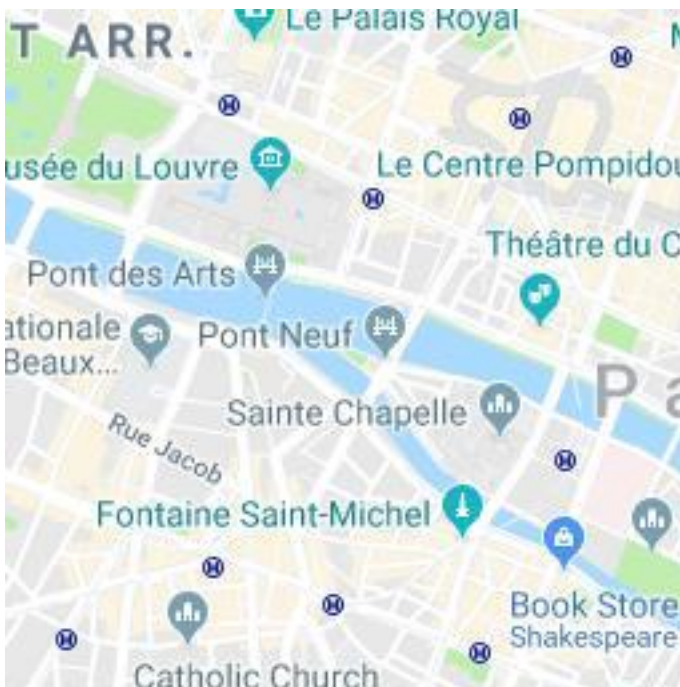 Le Palais Royal
T ARR.
usée du Louvre
Le Centre Pompidou
Théâtre du C
Pont des Arts
ationale
Beaux...
Pont Neuf
P a
Sainte Chapelle
Rue Jacob
Fontaine Saint-Michel
Book Store
Shakespeare
Catholic Church